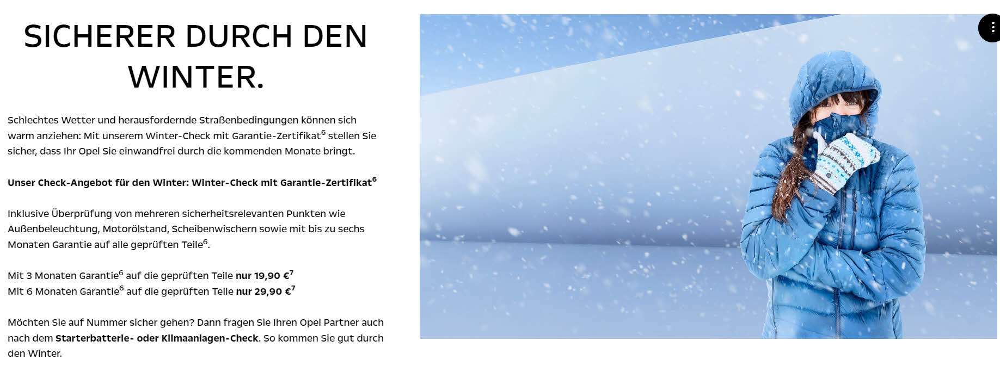 SICHERER DURCH DEN
WINTER.
Schlechtes Wetter und herausfordernde Straßenbedingungen können sich
warm anziehen: Mit unserem Winter-Check mit Garantie-Zertifikat⁶ stellen Sie
sicher, dass Ihr Opel Sie einwandfrei durch die kommenden Monate bringt.
Unser Check-Angebot für den Winter: Winter-Check mit Garantie-Zertifikat⁶
Inklusive Überprüfung von mehreren sicherheitsrelevanten Punkten wie
Außenbeleuchtung, Motorölstand, Scheibenwischern sowie mit bis zu sechs
Monaten Garantie auf alle geprüften Teile⁶.
Mit 3 Monaten Garantie⁶ auf die geprüften Teile nur 19,90 €⁷
Mit 6 Monaten Garantie⁶ auf die geprüften Teile nur 29,90 €⁷
Möchten Sie auf Nummer sicher gehen? Dann fragen Sie Ihren Opel Partner auch
nach dem Starterbatterie- oder Klimaanlagen-Check. So kommen Sie gut durch
den Winter.